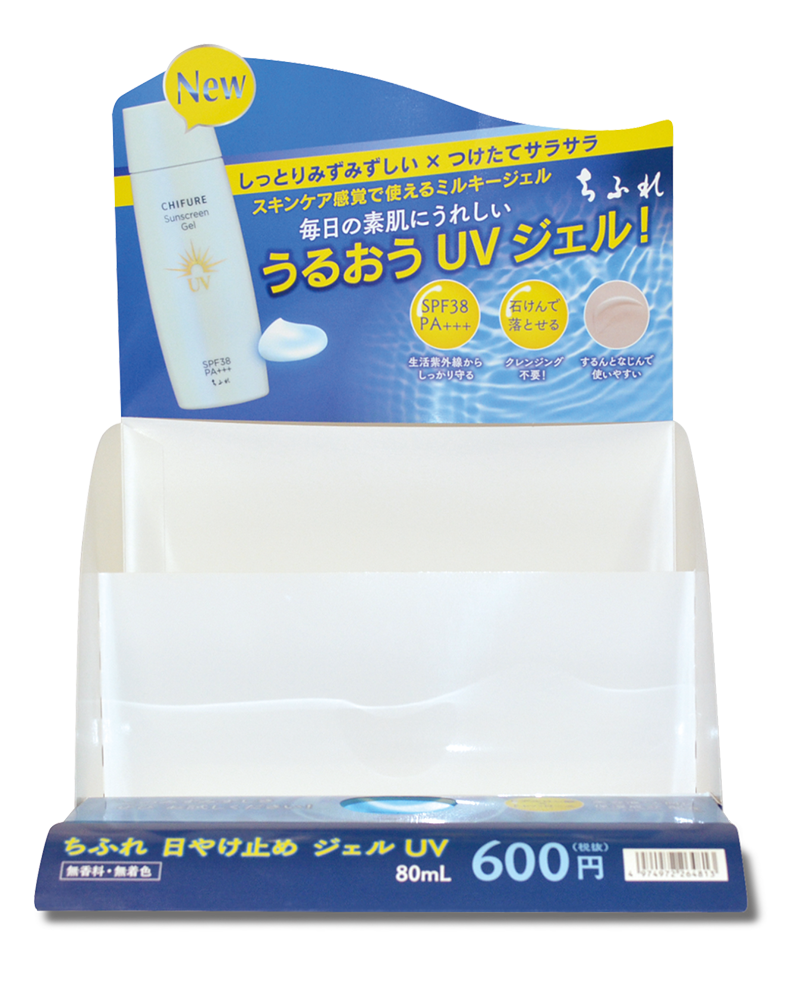 New
しっとりみずみずしい × つけたてサラサラ
スキンケア感覚で使えるミルキージェル
ちふれ
毎日の素肌にうれしい
うるおう UV ジェル！
CHIFURE
Sunscreen
Gel
UV
SPF38
PA+++
ちふれ
SPF38
PA+++
生活紫外線から
しっかり守る
石けんで
落とせる
クレンジング
不要！
するんとなじんで
使いやすい
ちふれ 日やけ止め ジェル UV
無香料・無着色
80mL
600円
(税抜)
4 974972 264813